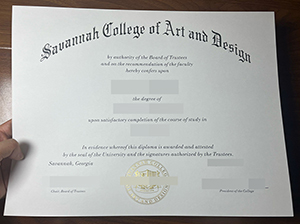 Savannah College of Art and Design
by authority of the Board of Trustees
and on the recommendation of the faculty
hereby confers upon
the degree of
upon satisfactory completion of the course of study in
In evidence whereof this diploma is awarded and attested
by the seal of the University and the signatures authorized by the Trustees.
Savannah, Georgia
Chair, Board of Trustees
President of the College